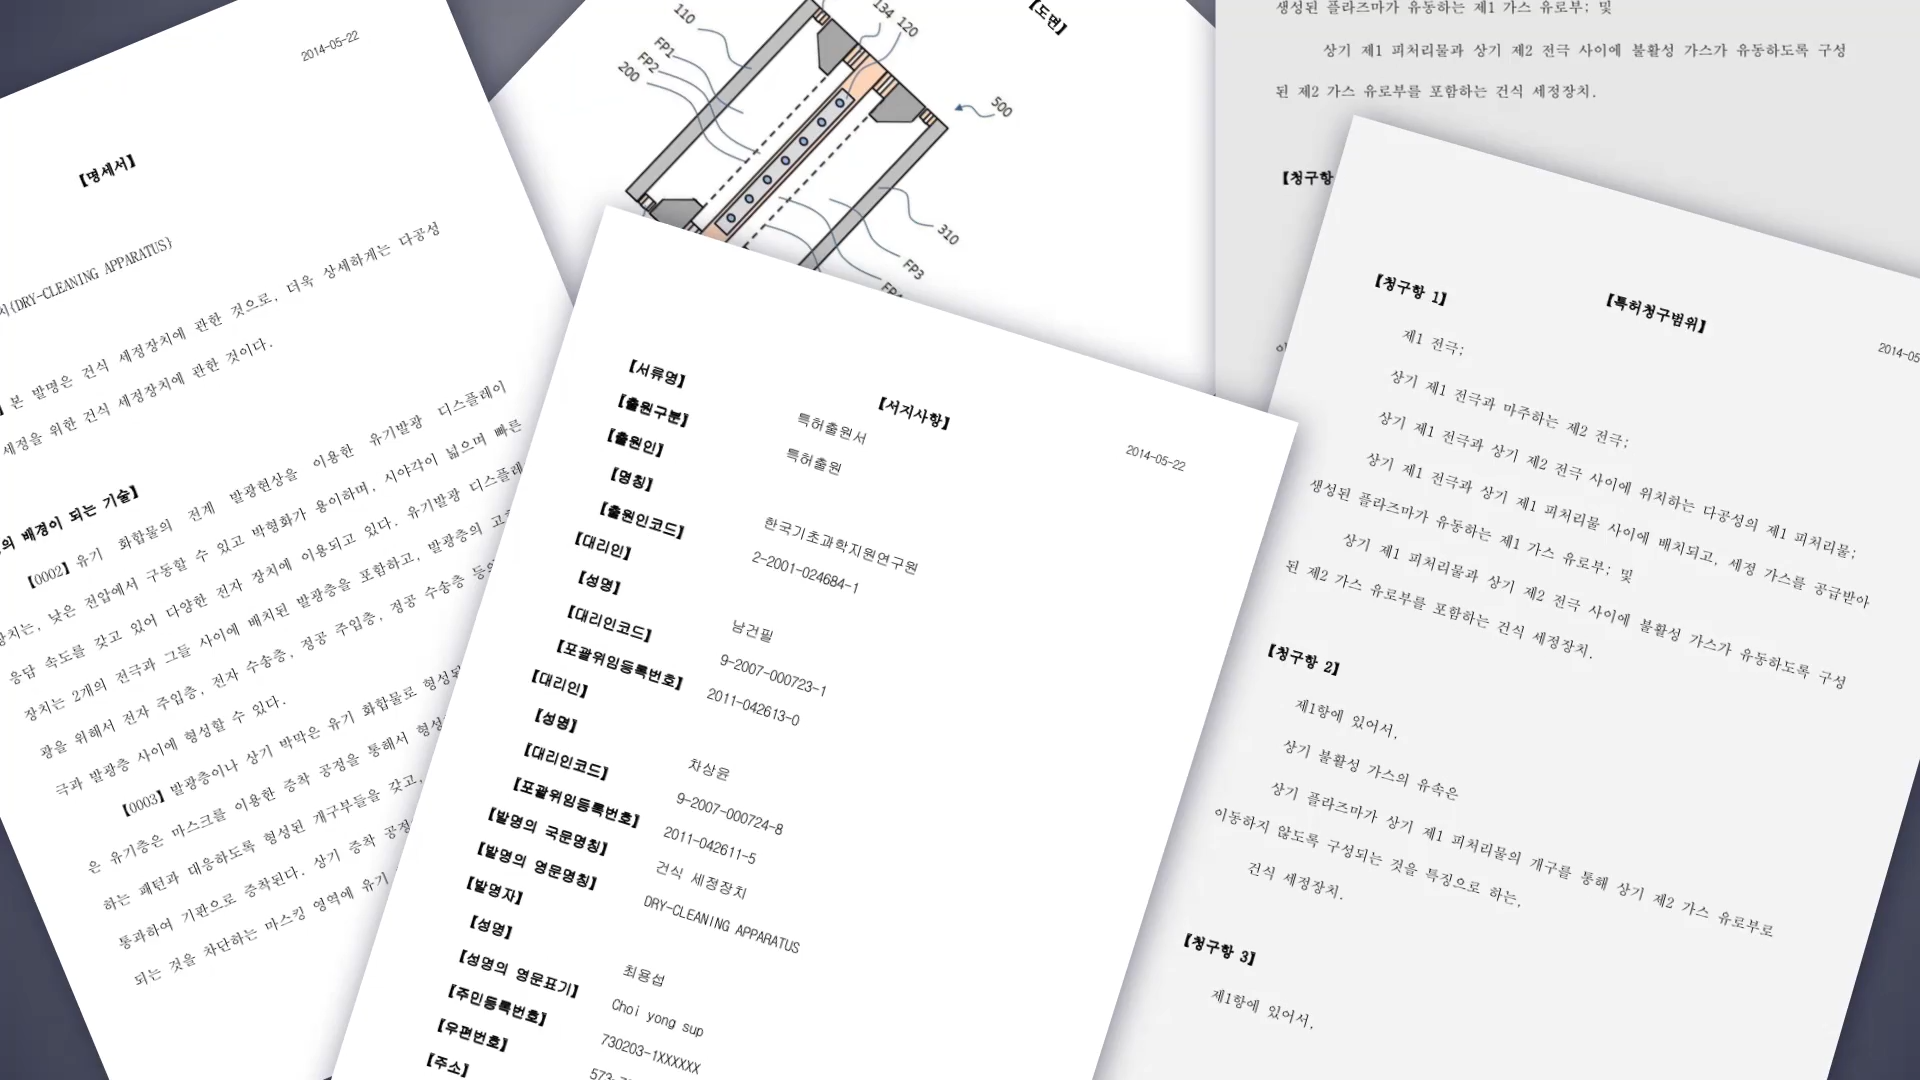 2014-05-22
【명세서】
(DRY-CLEANING APPARATUS)
본 발명은 건식 세정장치에 관한 것으로, 더욱 상세하게는 다공성
세정을 위한 건식 세정장치에 관한 것이다.
의 배경이 되는 기술】
【0002】유기 화합물의 전계 발광현상을 이용한 유기발광 디스플레이
장치는, 낮은 전압에서 구동할 수 있고 박형화가 용이하며, 시야각이 넓으며 빠른
응답 속도를 갖고 있어 다양한 전자 장치에 이용되고 있다. 유기발광 디스플레
장치는 2개의 전극과 그들 사이에 배치된 발광층을 포함하고, 발광층의
광을 위해서 전자 주입층, 전자 수송층, 정공 주입층, 정공 수송층
극과 발광층 사이에 형성할 수 있다.
【0003】발광층이나 상기 박막은 유기 화합물로
은 유기층은 마스크를 이용한 증착 공정을 통해서
하는 패턴과 대응하도록 형성된 개구부들을 갖고,
통과하여 기판으로 증착된다. 상기 증착 공정
되는 것을 차단하는 마스킹 영역에 유기
【도면】
110
134
120
FP1
FP2
200
500
310
FP3
【서지사항】
2014-05-22
【서류명】 특허출원서
【출원구분】 특허출원
【출원인】
【명칭】 한국기초과학지원연구원
【출원인코드】 2-2001-024684-1
【대리인】
【성명】 남건필
【대리인코드】 9-2007-000723-1
【포괄위임등록번호】 2011-042613-0
【대리인】
【성명】 차상윤
【대리인코드】 9-2007-000724-8
【포괄위임등록번호】 2011-042611-5
【발명의 국문명칭】 건식 세정장치
【발명의 영문명칭】 DRY-CLEANING APPARATUS
【발명자】
【성명】 최용섭
【성명의 영문표기】 Choi yong sup
【주민등록번호】 730203-1XXXXXX
【우편번호】
【주소】
생성된 플라즈마가 유동하는 제1 가스 유로부; 및
상기 제1 피처리물과 상기 제2 전극 사이에 불활성 가스가 유동하도록 구성
된 제2 가스 유로부를 포함하는 건식 세정장치.
【청구항
【특허청구범위】
2014-05
【청구항 1】
제1 전극;
상기 제1 전극과 마주하는 제2 전극;
상기 제1 전극과 상기 제2 전극 사이에 위치하는 다공성의 제1 피처리물;
상기 제1 전극과 상기 제1 피처리물 사이에 배치되고, 세정 가스를 공급받아
생성된 플라즈마가 유동하는 제1 가스 유로부; 및
상기 제1 피처리물과 상기 제2 전극 사이에 불활성 가스가 유동하도록 구성
된 제2 가스 유로부를 포함하는 건식 세정장치.
【청구항 2】
제1항에 있어서,
상기 불활성 가스의 유속은
상기 플라즈마가 상기 제1 피처리물의 개구를 통해 상기 제2 가스 유로부로
이동하지 않도록 구성되는 것을 특징으로 하는,
건식 세정장치.
【청구항 3】
제1항에 있어서,